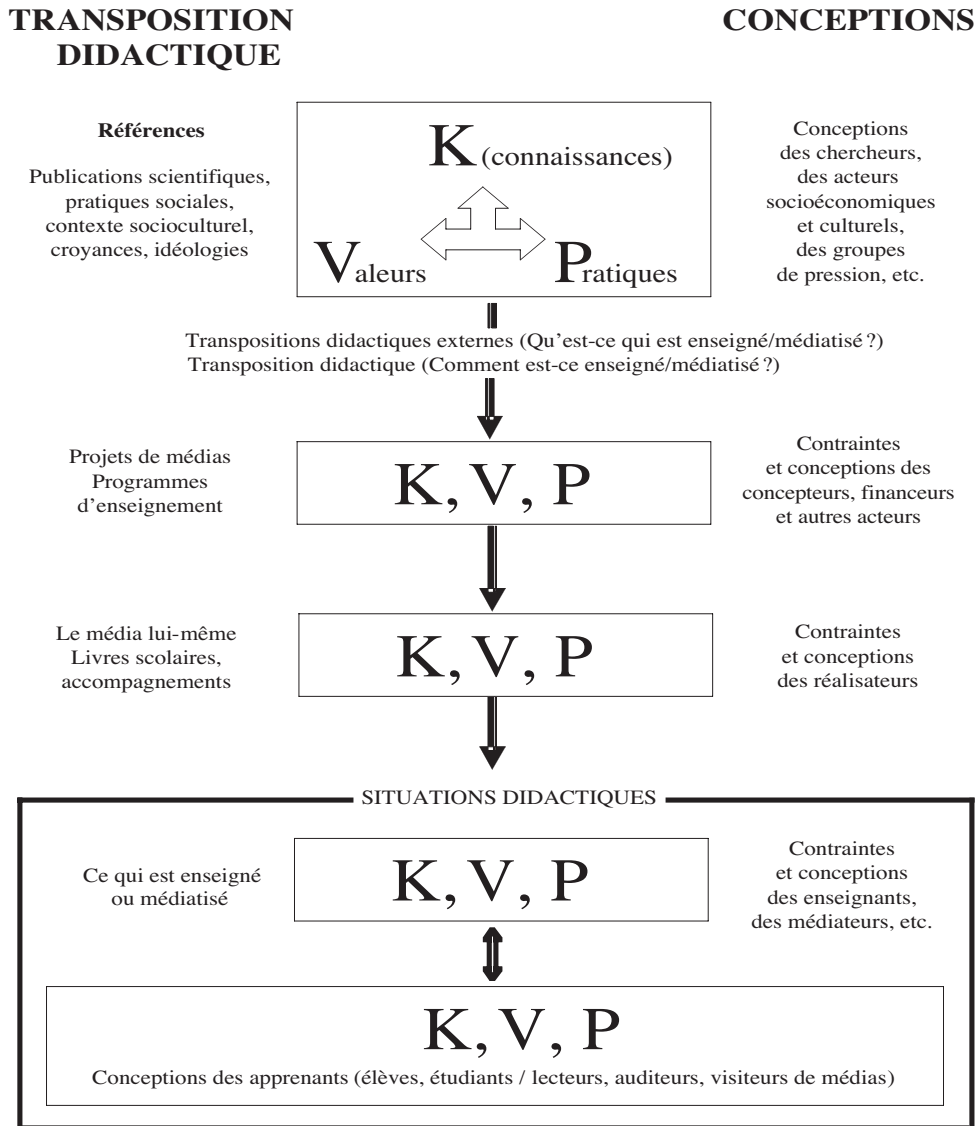 TRANSPOSITION
DIDACTIQUE
CONCEPTIONS
Références
Publications scientifiques,
pratiques sociales,
contexte socioculturel,
croyances, idéologies
K (connaissances)
Valeurs
Pratiques
Conceptions
des chercheurs,
des acteurs
socioéconomiques
et culturels,
des groupes
de pression, etc.
Transpositions didactiques externes (Qu'est-ce qui est enseigné/médiatisé ?)
Transposition didactique (Comment est-ce enseigné/médiatisé ?)
Projets de médias
Programmes
d'enseignement
K, V, P
Contraintes
et conceptions des
concepteurs, financeurs
et autres acteurs
Le média lui-même
Livres scolaires,
accompagnements
K, V, P
Contraintes
et conceptions
des réalisateurs
SITUATIONS DIDACTIQUES
Ce qui est enseigné
ou médiatisé
K, V, P
Contraintes
et conceptions
des enseignants,
des médiateurs, etc.
K, V, P
Conceptions des apprenants (élèves, étudiants / lecteurs, auditeurs, visiteurs de médias)